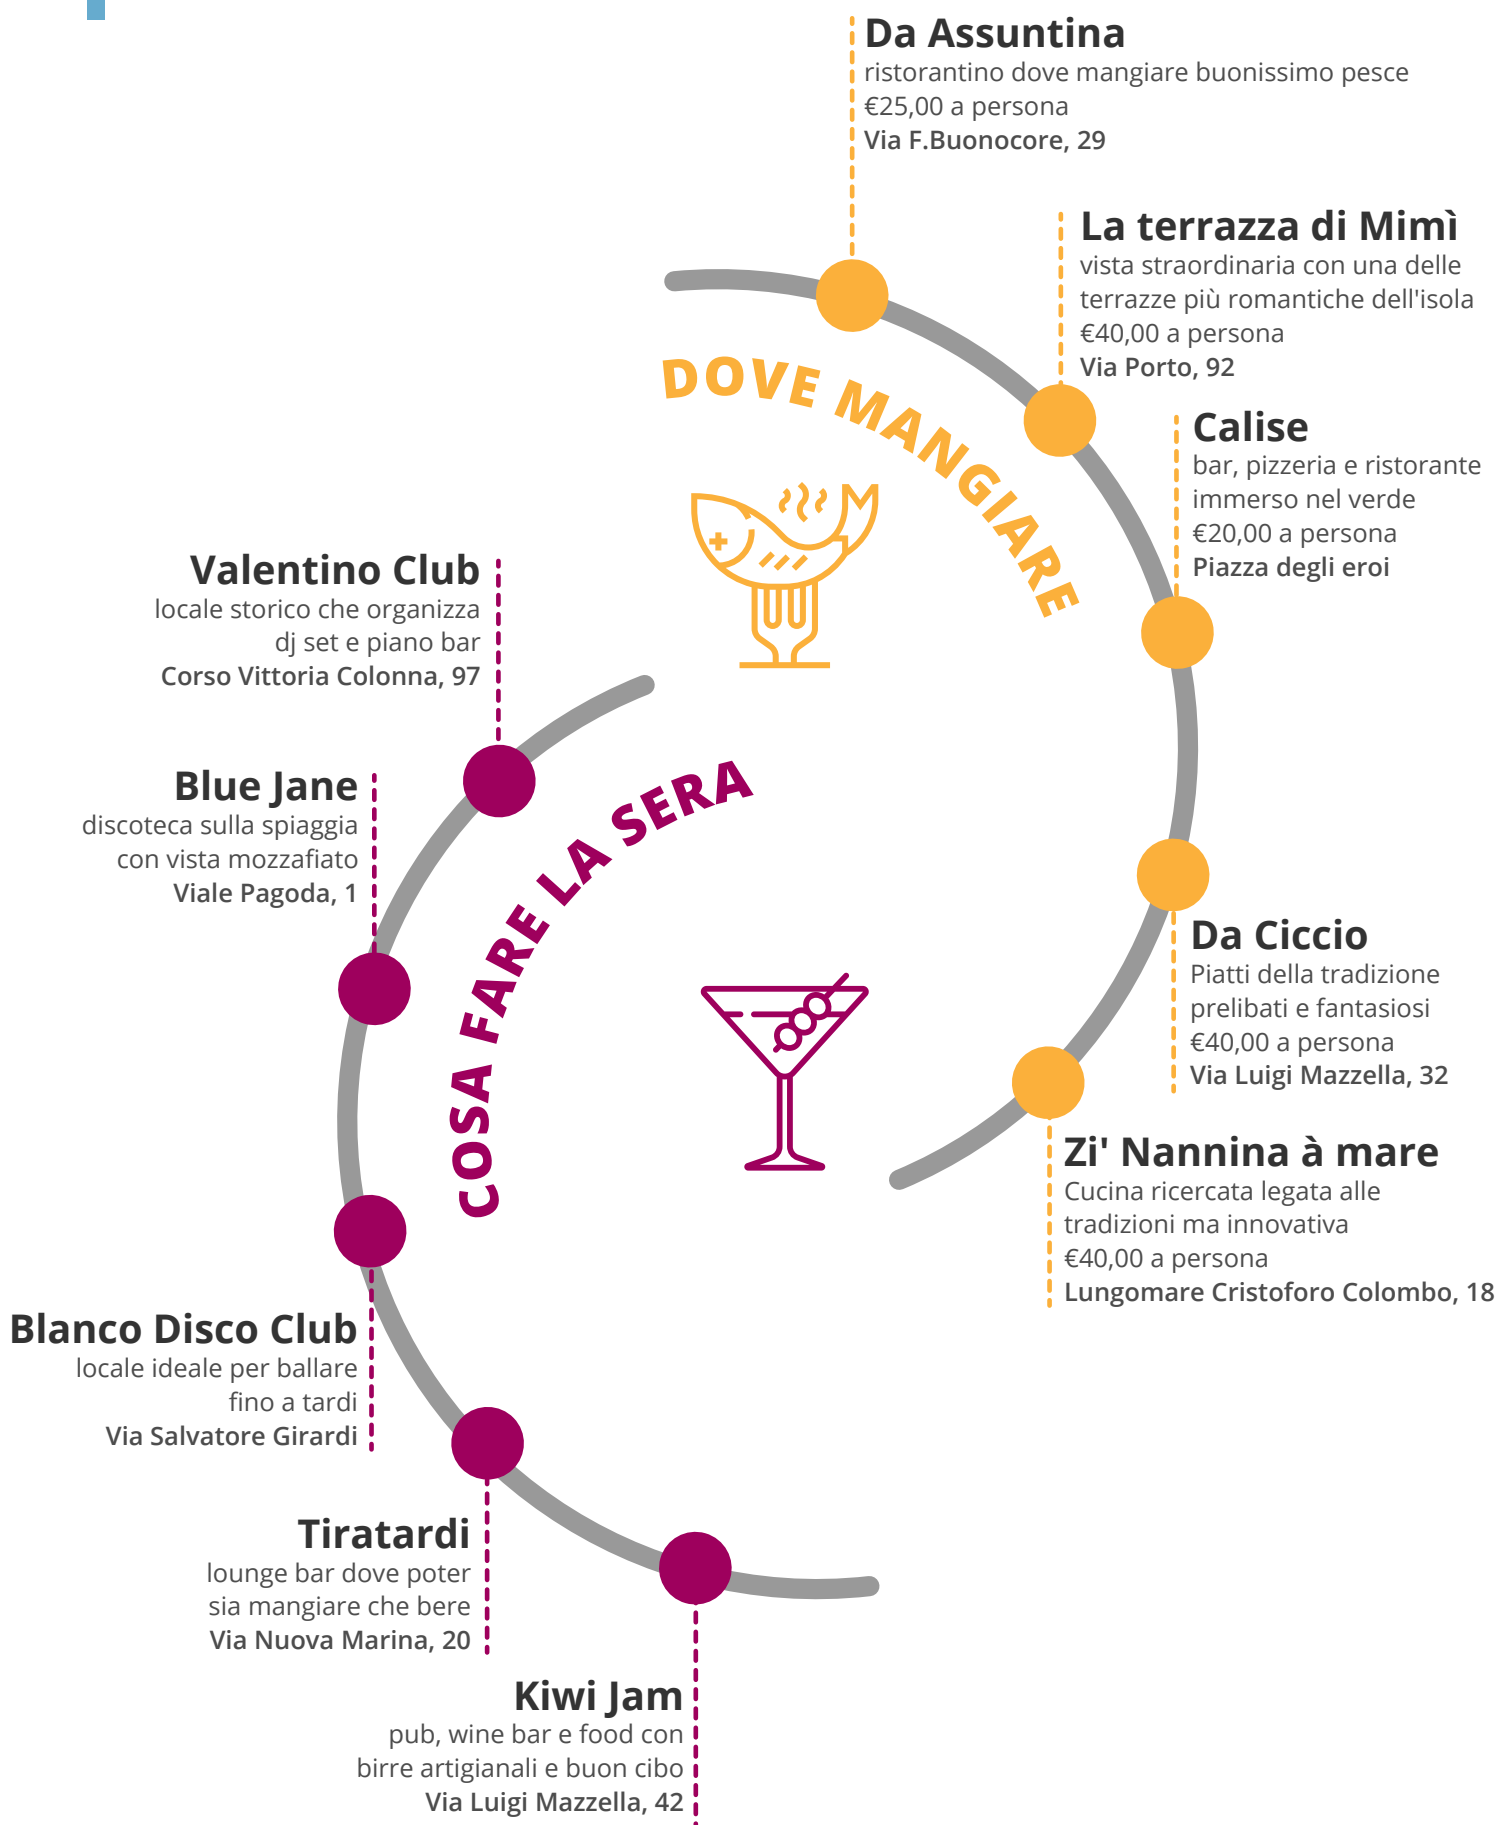 Da Assuntina
ristorantino dove mangiare buonissimo pesce
€25,00 a persona
Via F.Buonocore, 29
La terrazza di Mimì
vista straordinaria con una delle
terrazze più romantiche dell'isola
€40,00 a persona
Via Porto, 92
DOVE MANGIARE
Calise
bar, pizzeria e ristorante
immerso nel verde
€20,00 a persona
Piazza degli eroi
Da Ciccio
Piatti della tradizione
prelibati e fantasiosi
€40,00 a persona
Via Luigi Mazzella, 32
Zi' Nannina à mare
Cucina ricercata legata alle
tradizioni ma innovativa
€40,00 a persona
Lungomare Cristoforo Colombo, 18
Valentino Club
locale storico che organizza
dj set e piano bar
Corso Vittoria Colonna, 97
COSA FARE LA SERA
Blue Jane
discoteca sulla spiaggia
con vista mozzafiato
Viale Pagoda, 1
Blanco Disco Club
locale ideale per ballare
fino a tardi
Via Salvatore Girardi
Tiratardi
lounge bar dove poter
sia mangiare che bere
Via Nuova Marina, 20
Kiwi Jam
pub, wine bar e food con
birre artigianali e buon cibo
Via Luigi Mazzella, 42